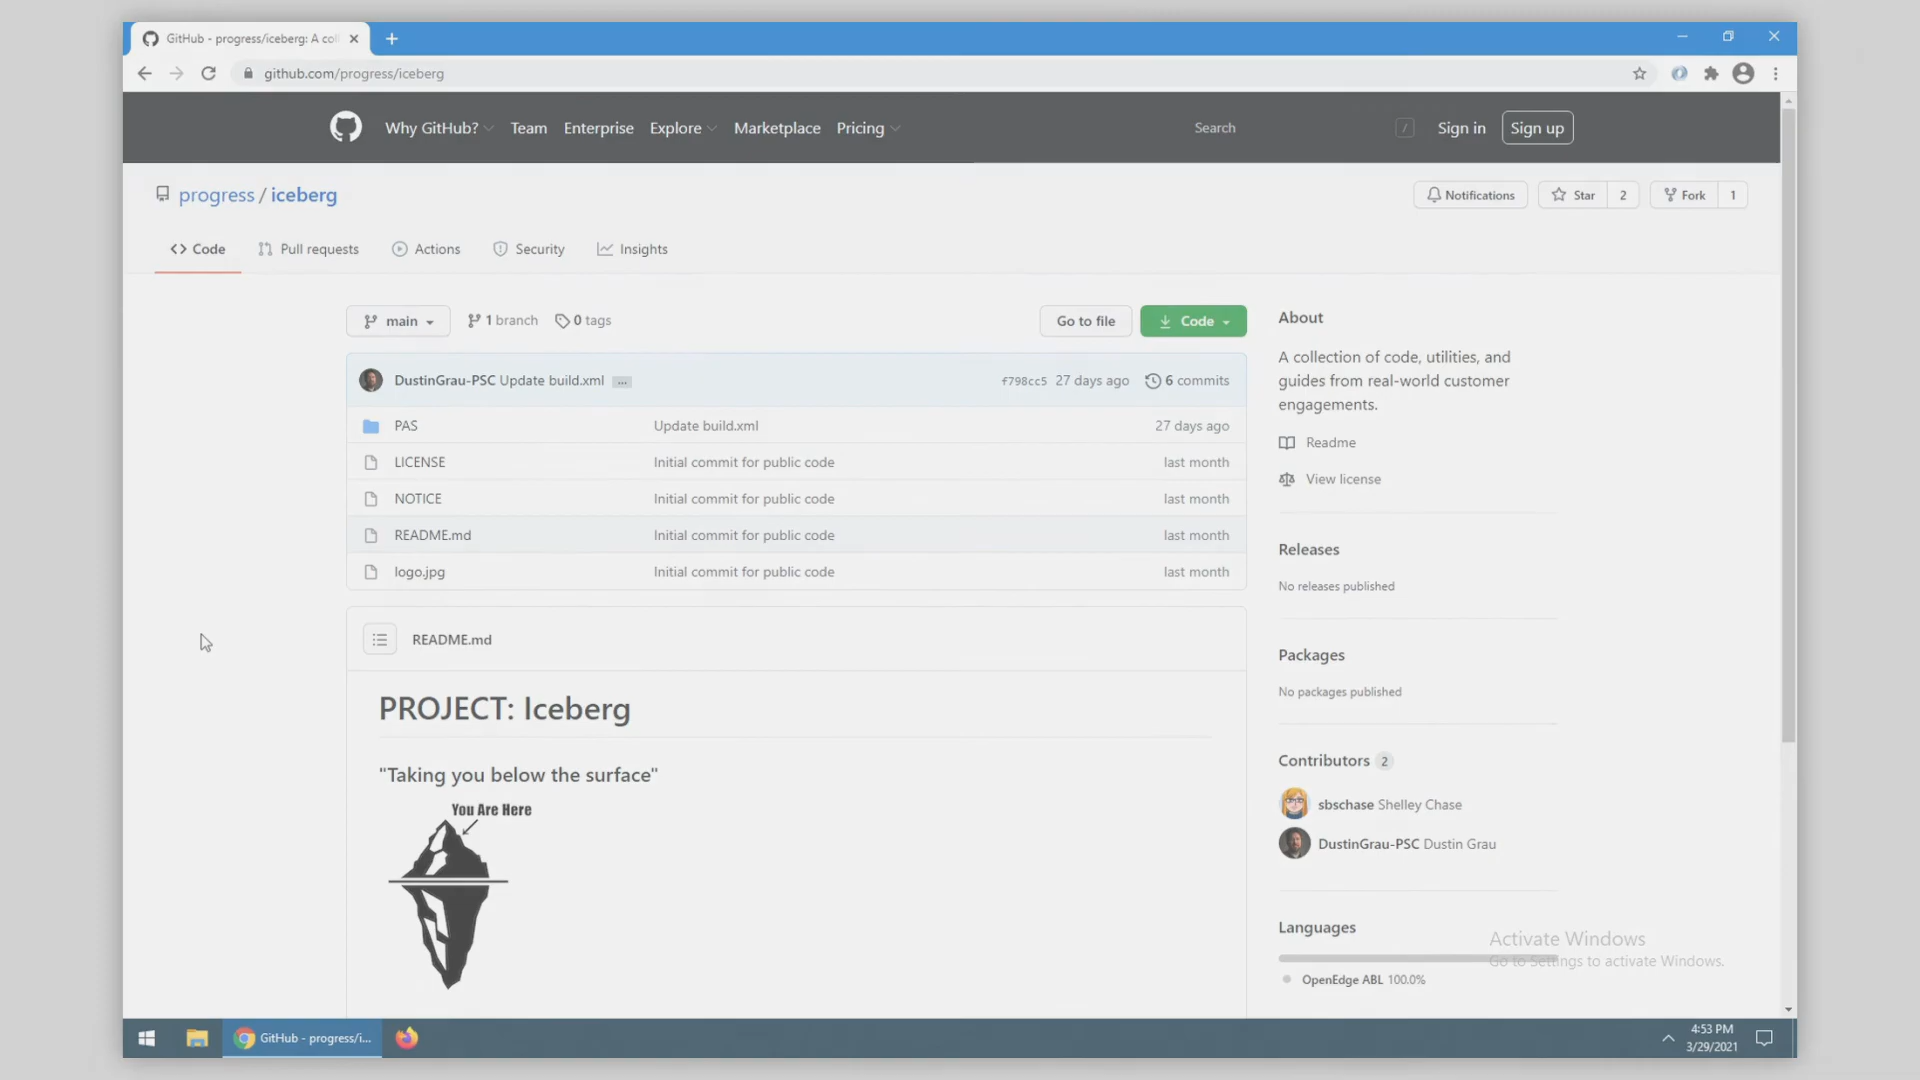 GitHub - progress/iceberg: A col
github.com/progress/iceberg
Why GitHub? Team Enterprise Explore Marketplace Pricing Search / Sign in Sign up
progress / iceberg
Notifications Star 2 Fork 1
Code Pull requests Actions Security Insights
main 1 branch 0 tags Go to file Code
DustinGrau-PSC Update build.xml ... f798cc5 27 days ago 6 commits
PAS Update build.xml 27 days ago
LICENSE Initial commit for public code last month
NOTICE Initial commit for public code last month
README.md Initial commit for public code last month
logo.jpg Initial commit for public code last month
README.md
PROJECT: Iceberg
"Taking you below the surface"
You Are Here
About
A collection of code, utilities, and
guides from real-world customer
engagements.
Readme
View license
Releases
No releases published
Packages
No packages published
Contributors 2
sbschase Shelley Chase
DustinGrau-PSC Dustin Grau
Languages
OpenEdge ABL 100.0%
Activate Windows
Go to Settings to activate Windows.
GitHub - progress/i...
4:53 PM
3/29/2021